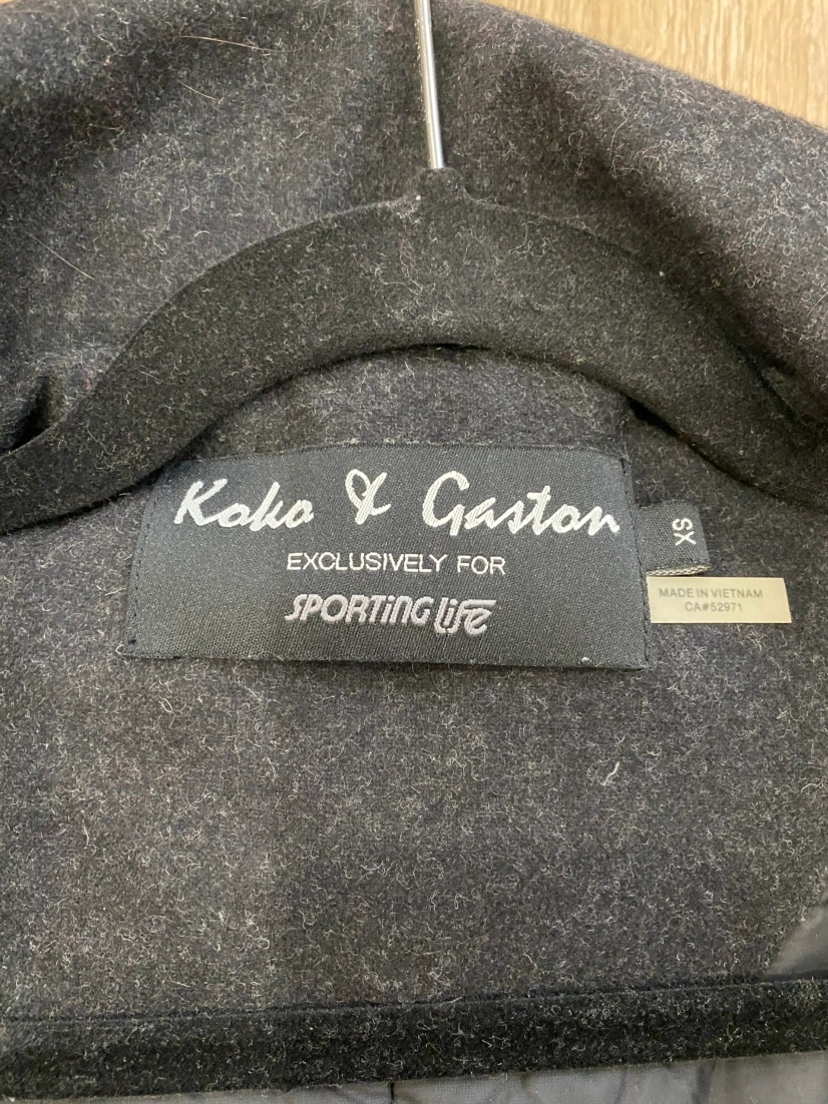 Koko & Gaston
EXCLUSIVELY FOR
SPORTING Life
XS
MADE IN VIETNAM
CA#52971